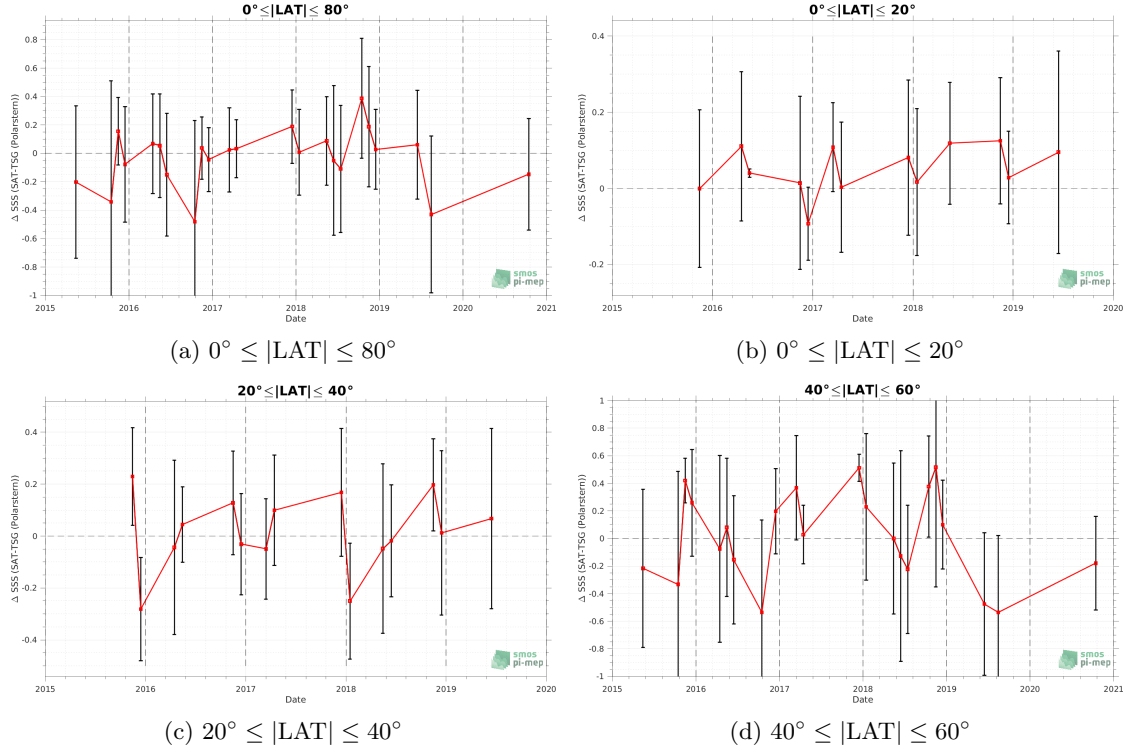 0°≤|LAT|≤ 80°
Δ SSS (SAT-TSG (Polarstern))
0.8
0.6
0.4
0.2
0
-0.2
-0.4
-0.6
-0.8
-1
2015 2016 2017 2018 2019 2020 2021
Date
smos
pi-mep
(a) 0° ≤ |LAT| ≤ 80°
0°≤|LAT|≤ 20°
Δ SSS (SAT-TSG (Polarstern))
0.4
0.2
0
-0.2
2015 2016 2017 2018 2019 2020
Date
smos
pi-mep
(b) 0° ≤ |LAT| ≤ 20°
20°≤|LAT|≤ 40°
Δ SSS (SAT-TSG (Polarstern))
0.4
0.2
0
-0.2
-0.4
2015 2016 2017 2018 2019 2020
Date
smos
pi-mep
(c) 20° ≤ |LAT| ≤ 40°
40°≤|LAT|≤ 60°
Δ SSS (SAT-TSG (Polarstern))
1
0.8
0.6
0.4
0.2
0
-0.2
-0.4
-0.6
-0.8
-1
2015 2016 2017 2018 2019 2020 2021
Date
smos
pi-mep
(d) 40° ≤ |LAT| ≤ 60°